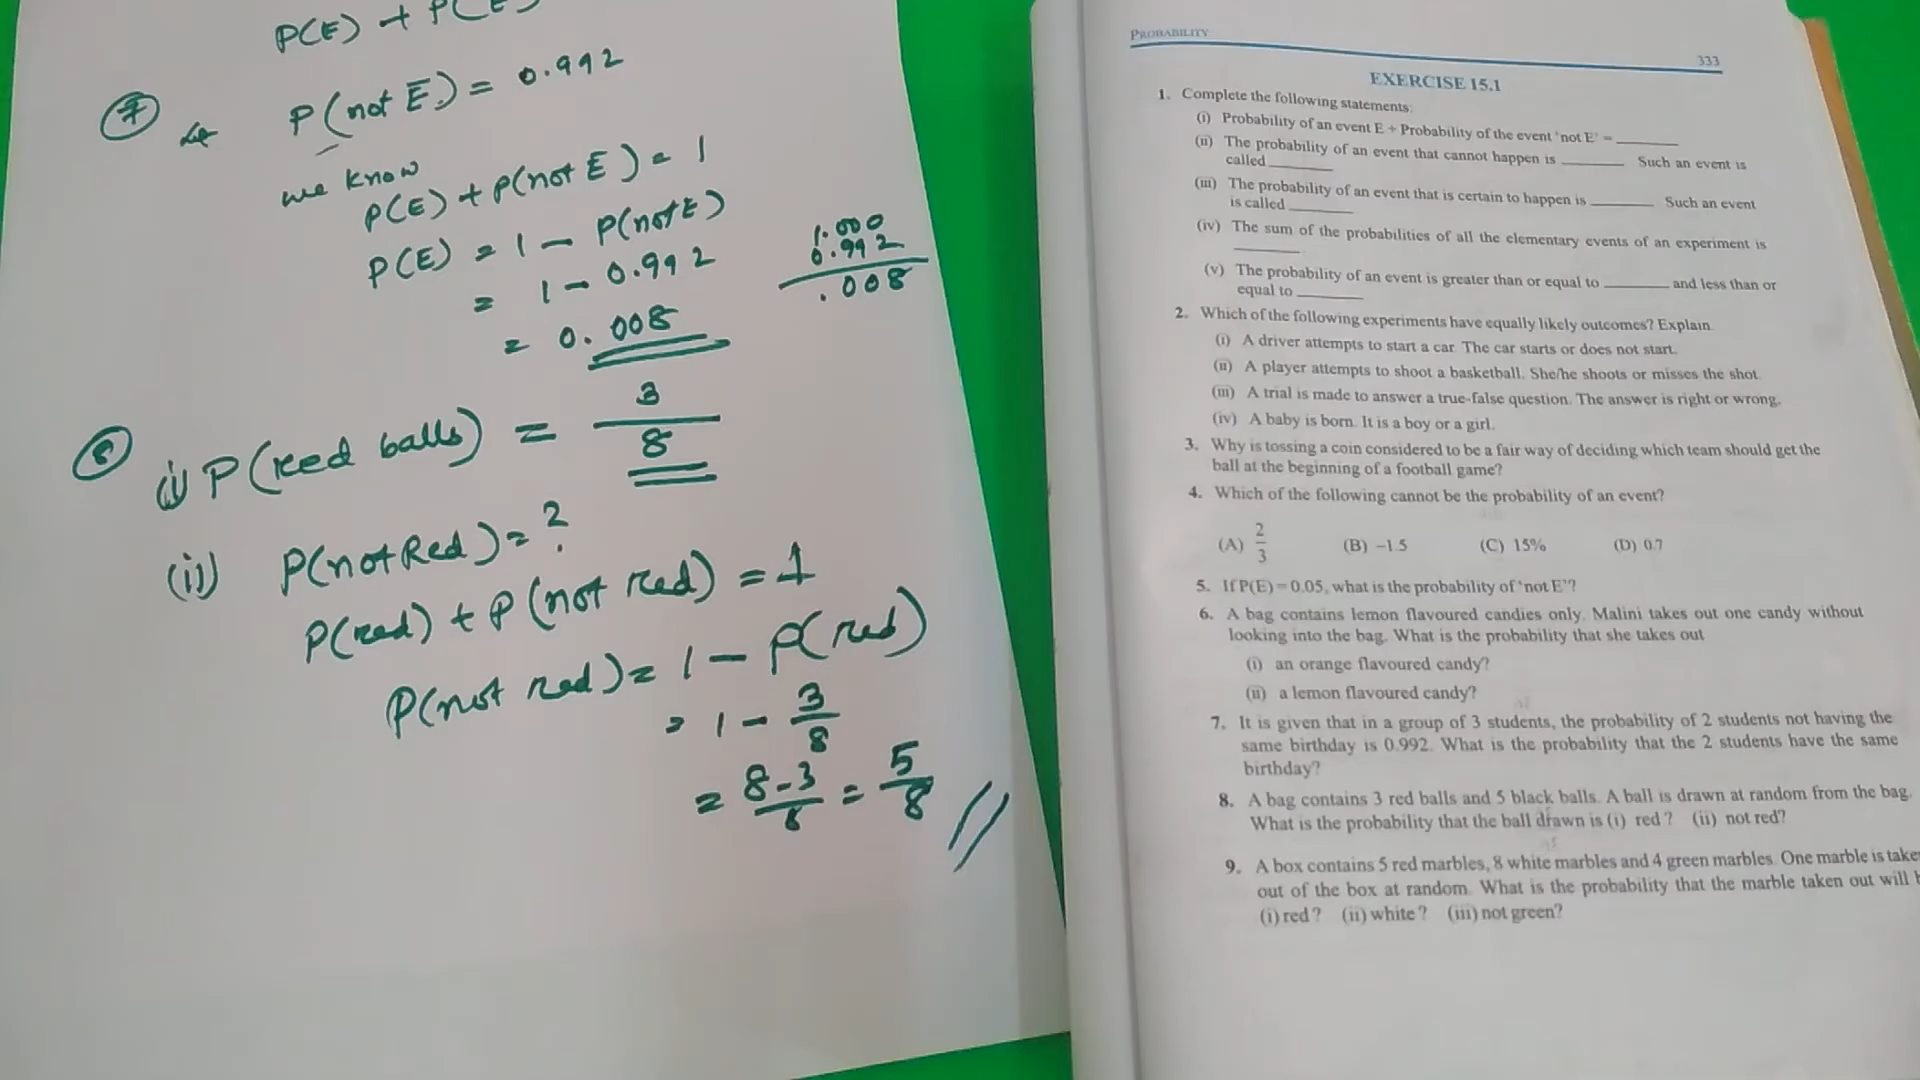 P(E) + P(E)
7 Let P(not E) = 0.992
we know
P(E) + P(not E) = 1
P(E) = 1 - P(not E)
= 1 - 0.992
= 0.008
1.000
0.992
.008
8 (i) P(red balls) = 3/8
(ii) P(not Red) = ?
P(red) + P(not red) = 1
P(not red) = 1 - P(red)
= 1 - 3/8
= 8-3/8 = 5/8 //
PROBABILITY
333
EXERCISE 15.1
1. Complete the following statements:
(i) Probability of an event E + Probability of the event 'not E' = ______
(ii) The probability of an event that cannot happen is ______ Such an event is
called ______
(iii) The probability of an event that is certain to happen is ______ Such an event
is called ______
(iv) The sum of the probabilities of all the elementary events of an experiment is
______
(v) The probability of an event is greater than or equal to ______ and less than or
equal to ______
2. Which of the following experiments have equally likely outcomes? Explain.
(i) A driver attempts to start a car. The car starts or does not start.
(ii) A player attempts to shoot a basketball. She/he shoots or misses the shot.
(iii) A trial is made to answer a true-false question. The answer is right or wrong.
(iv) A baby is born. It is a boy or a girl.
3. Why is tossing a coin considered to be a fair way of deciding which team should get the
ball at the beginning of a football game?
4. Which of the following cannot be the probability of an event?
(A) 2/3 (B) –1.5 (C) 15% (D) 0.7
5. If P(E) = 0.05, what is the probability of 'not E'?
6. A bag contains lemon flavoured candies only. Malini takes out one candy without
looking into the bag. What is the probability that she takes out
(i) an orange flavoured candy?
(ii) a lemon flavoured candy?
7. It is given that in a group of 3 students, the probability of 2 students not having the
same birthday is 0.992. What is the probability that the 2 students have the same
birthday?
8. A bag contains 3 red balls and 5 black balls. A ball is drawn at random from the bag.
What is the probability that the ball drawn is (i) red ? (ii) not red?
9. A box contains 5 red marbles, 8 white marbles and 4 green marbles. One marble is take
out of the box at random. What is the probability that the marble taken out will b
(i) red ? (ii) white ? (iii) not green?